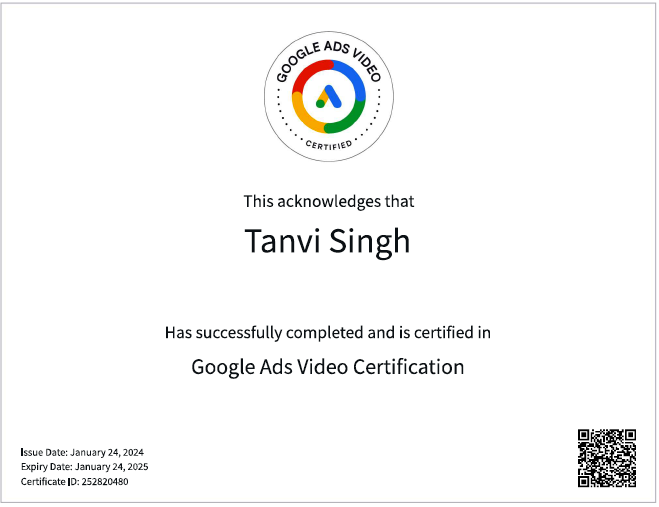 GOOGLE ADS VIDEO
CERTIFIED
This acknowledges that
Tanvi Singh
Has successfully completed and is certified in
Google Ads Video Certification
Issue Date: January 24, 2024
Expiry Date: January 24, 2025
Certificate ID: 252820480